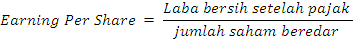 Earning Per Share = Laba bersih setelah pajak
jumlah saham beredar